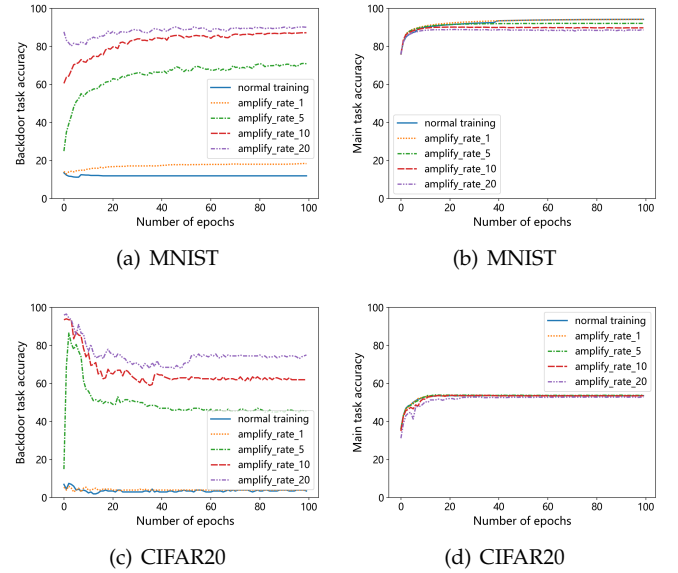 100
80
60
40
20
0
Backdoor task accuracy
normal training
amplify_rate_1
amplify_rate_5
amplify_rate_10
amplify_rate_20
0 20 40 60 80 100
Number of epochs
(a) MNIST
100
80
60
40
20
0
Main task accuracy
normal training
amplify_rate_1
amplify_rate_5
amplify_rate_10
amplify_rate_20
0 20 40 60 80 100
Number of epochs
(b) MNIST
100
80
60
40
20
0
Backdoor task accuracy
normal training
amplify_rate_1
amplify_rate_5
amplify_rate_10
amplify_rate_20
0 20 40 60 80 100
Number of epochs
(c) CIFAR20
100
80
60
40
20
0
Main task accuracy
normal training
amplify_rate_1
amplify_rate_5
amplify_rate_10
amplify_rate_20
0 20 40 60 80 100
Number of epochs
(d) CIFAR20